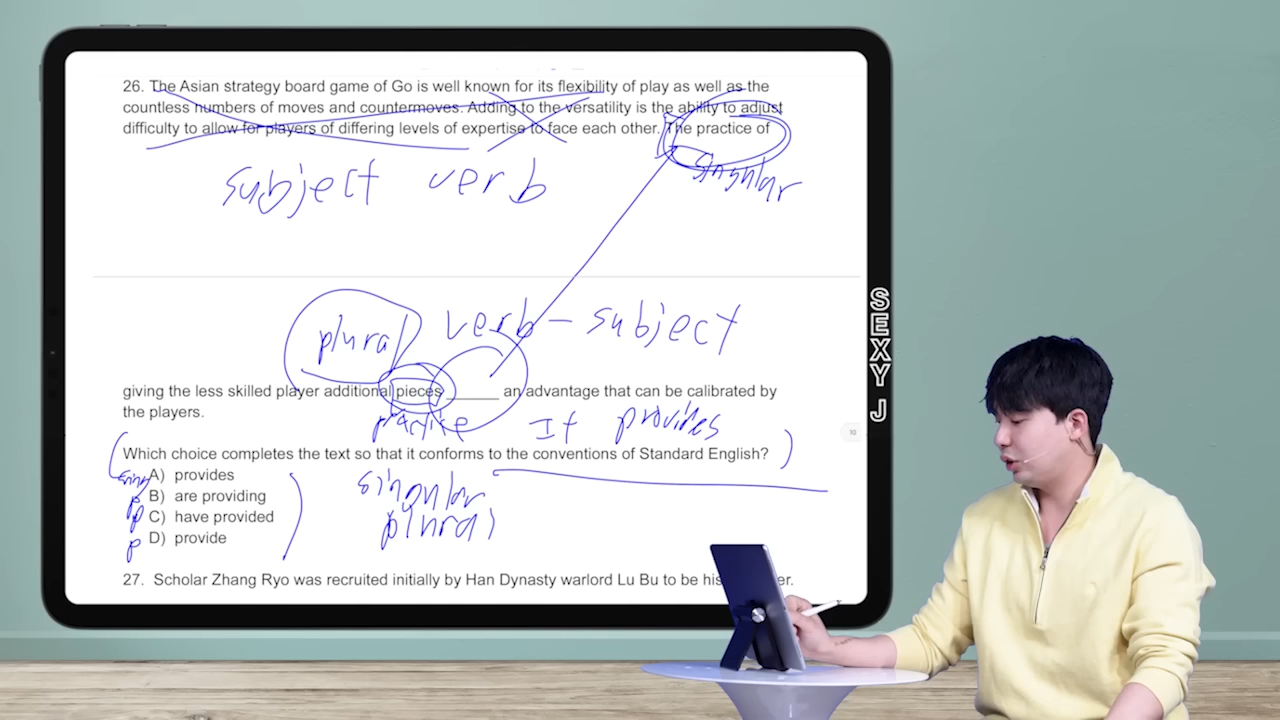 26. The Asian strategy board game of Go is well known for its flexibility of play as well as the
countless numbers of moves and countermoves. Adding to the versatility is the ability to adjust
difficulty to allow for players of differing levels of expertise to face each other. The practice of
singular
subject verb
plural verb - subject
giving the less skilled player additional pieces ______ an advantage that can be calibrated by
the players.
practice It provides
Which choice completes the text so that it conforms to the conventions of Standard English?
sing A) provides
p B) are providing
p C) have provided
p D) provide
singular
plural
27. Scholar Zhang Ryo was recruited initially by Han Dynasty warlord Lu Bu to be his
SEXY J